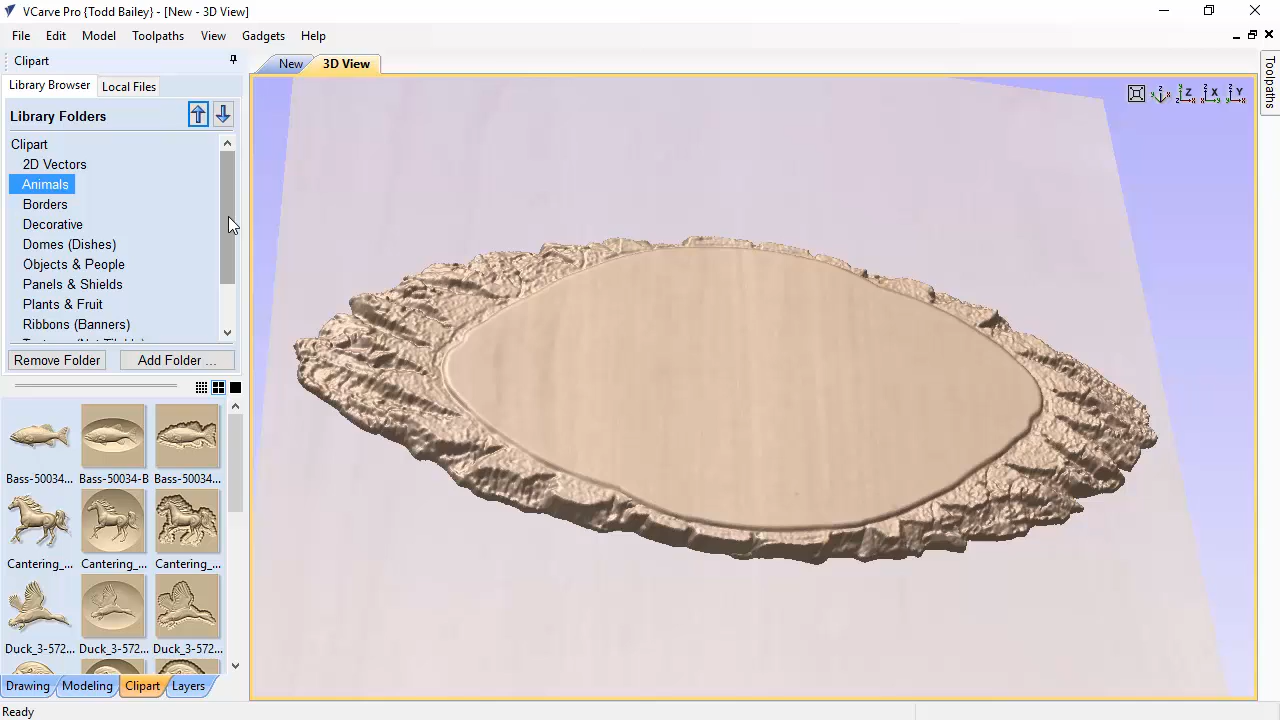 VCarve Pro {Todd Bailey} - [New - 3D View]
File Edit Model Toolpaths View Gadgets Help
Clipart
Library Browser Local Files
New 3D View
Library Folders
Clipart
2D Vectors
Animals
Borders
Decorative
Domes (Dishes)
Objects & People
Panels & Shields
Plants & Fruit
Ribbons (Banners)
Remove Folder Add Folder ...
Bass-50034... Bass-50034-B Bass-50034...
Cantering_... Cantering_... Cantering_...
Duck_3-572... Duck_3-572... Duck_3-572...
Drawing Modeling Clipart Layers
Ready
Z X Y
Toolpaths